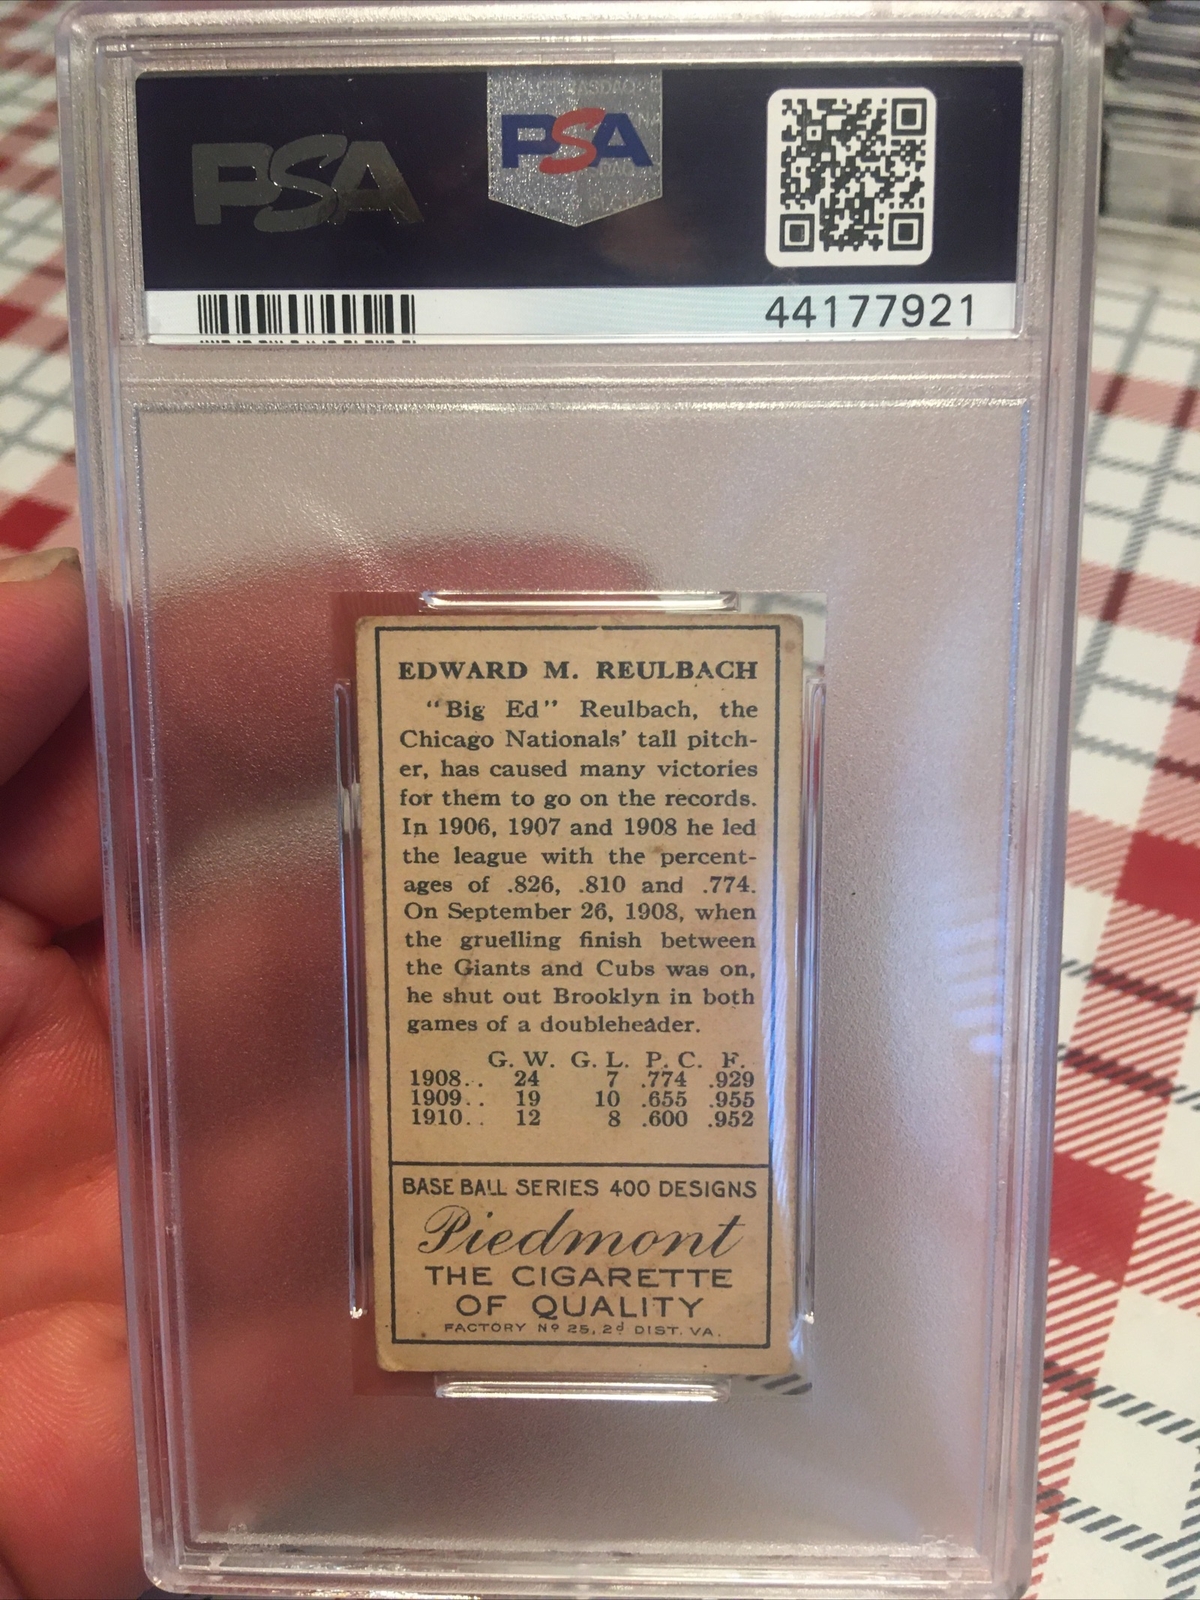 PSA
PSA
44177921
EDWARD M. REULBACH
"Big Ed" Reulbach, the
Chicago Nationals' tall pitch-
er, has caused many victories
for them to go on the records.
In 1906, 1907 and 1908 he led
the league with the percent-
ages of .826, .810 and .774.
On September 26, 1908, when
the gruelling finish between
the Giants and Cubs was on,
he shut out Brooklyn in both
games of a doubleheader.
G. W. G. L. P. C. F.
1908.. 24 7 .774 .929
1909.. 19 10 .655 .955
1910.. 12 8 .600 .952
BASE BALL SERIES 400 DESIGNS
Piedmont
THE CIGARETTE
OF QUALITY
FACTORY Nº 25, 2d DIST. VA.